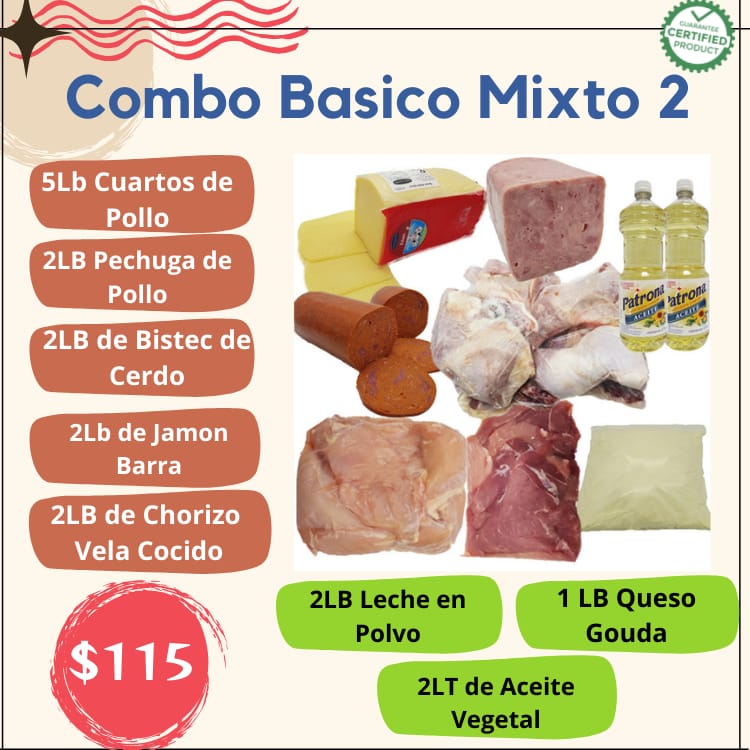 GUARANTEE
CERTIFIED
PRODUCT
Combo Basico Mixto 2
5Lb Cuartos de
Pollo
2LB Pechuga de
Pollo
2LB de Bistec de
Cerdo
2Lb de Jamon
Barra
2LB de Chorizo
Vela Cocido
Patrona
ACEITE
Patrona
ACEITE
$115
2LB Leche en
Polvo
1 LB Queso
Gouda
2LT de Aceite
Vegetal